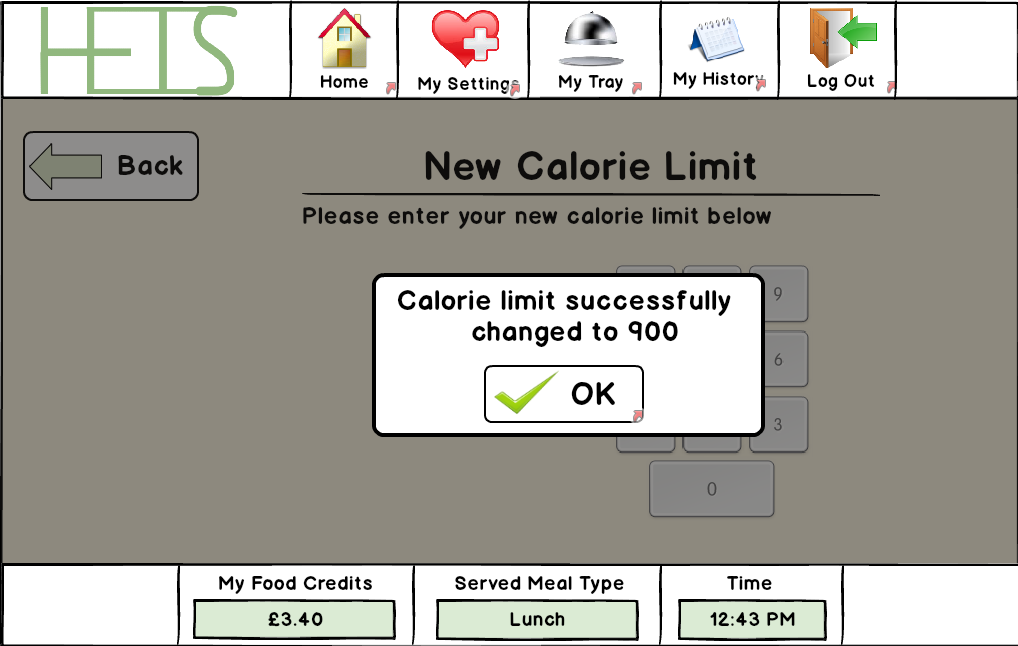 HETS
Home
My Settings
My Tray
My History
Log Out
Back
New Calorie Limit
Please enter your new calorie limit below
9
Calorie limit successfully
changed to 900
6
OK
3
0
My Food Credits
Served Meal Type
Time
£3.40
Lunch
12:43 PM